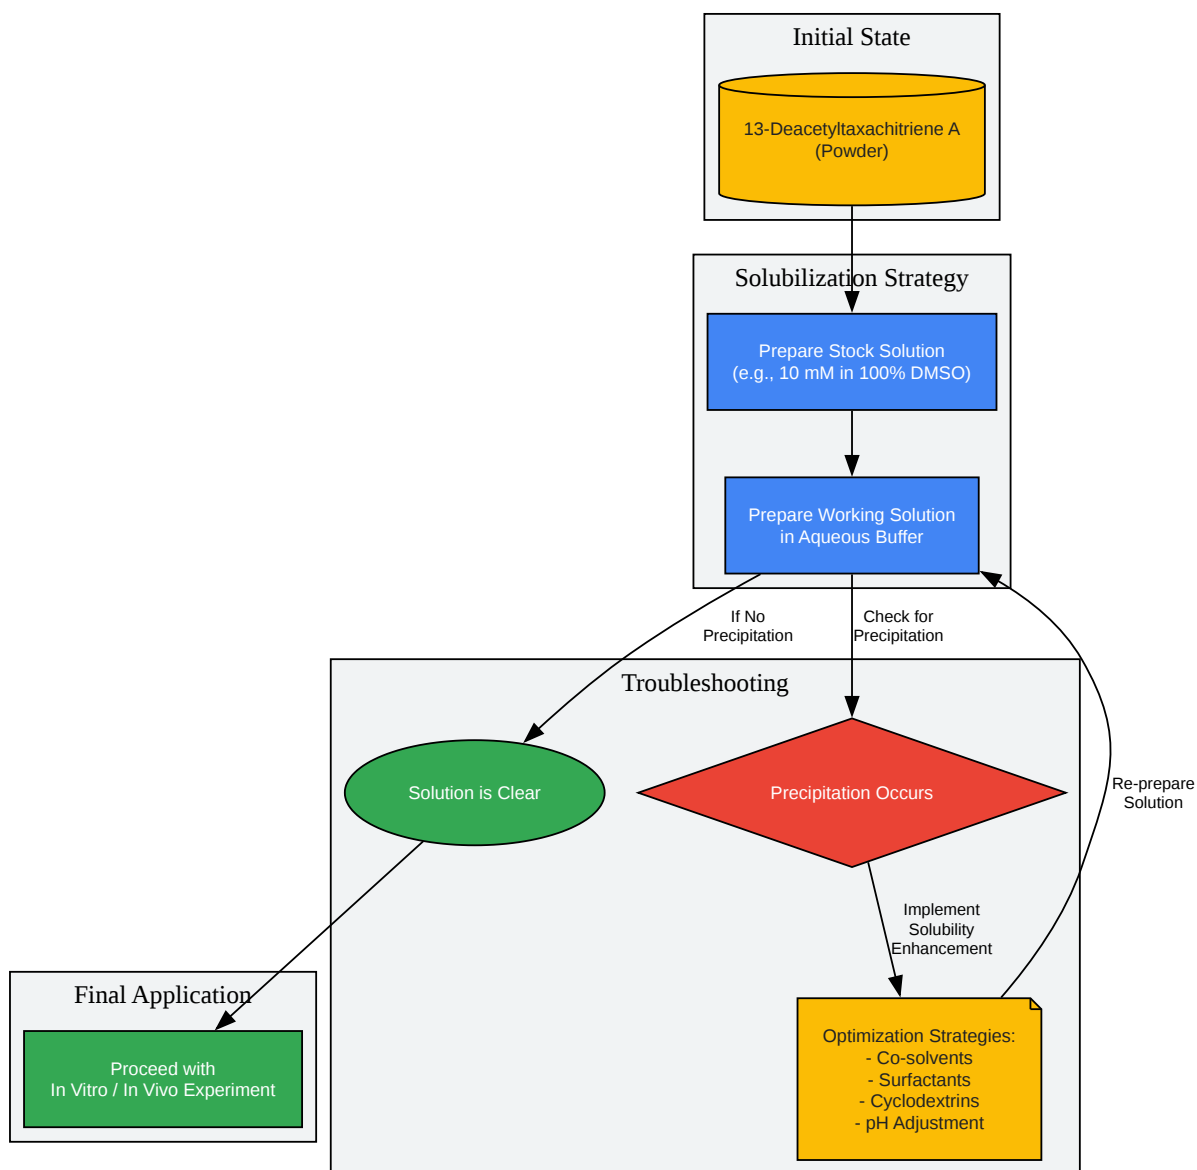 Initial State
13-Deacetyltaxachitriene A
(Powder)
Solubilization Strategy
Prepare Stock Solution
(e.g., 10 mM in 100% DMSO)
Prepare Working Solution
in Aqueous Buffer
If No
Precipitation
Check for
Precipitation
Troubleshooting
Solution is Clear
Precipitation Occurs
Re-prepare
Solution
Implement
Solubility
Enhancement
Final Application
Proceed with
In Vitro / In Vivo Experiment
Optimization Strategies:
- Co-solvents
- Surfactants
- Cyclodextrins
- pH Adjustment